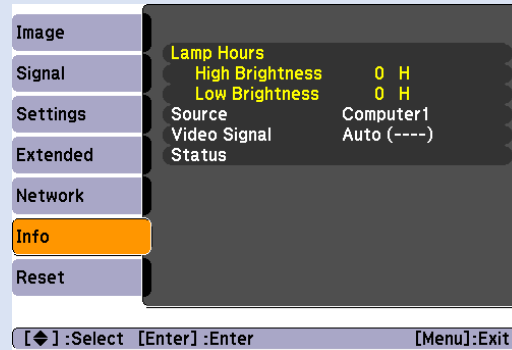 Image
Signal
Settings
Extended
Network
Info
Reset
Lamp Hours
High Brightness 0 H
Low Brightness 0 H
Source Computer1
Video Signal Auto (----)
Status
[◆] :Select [Enter] :Enter [Menu]:Exit